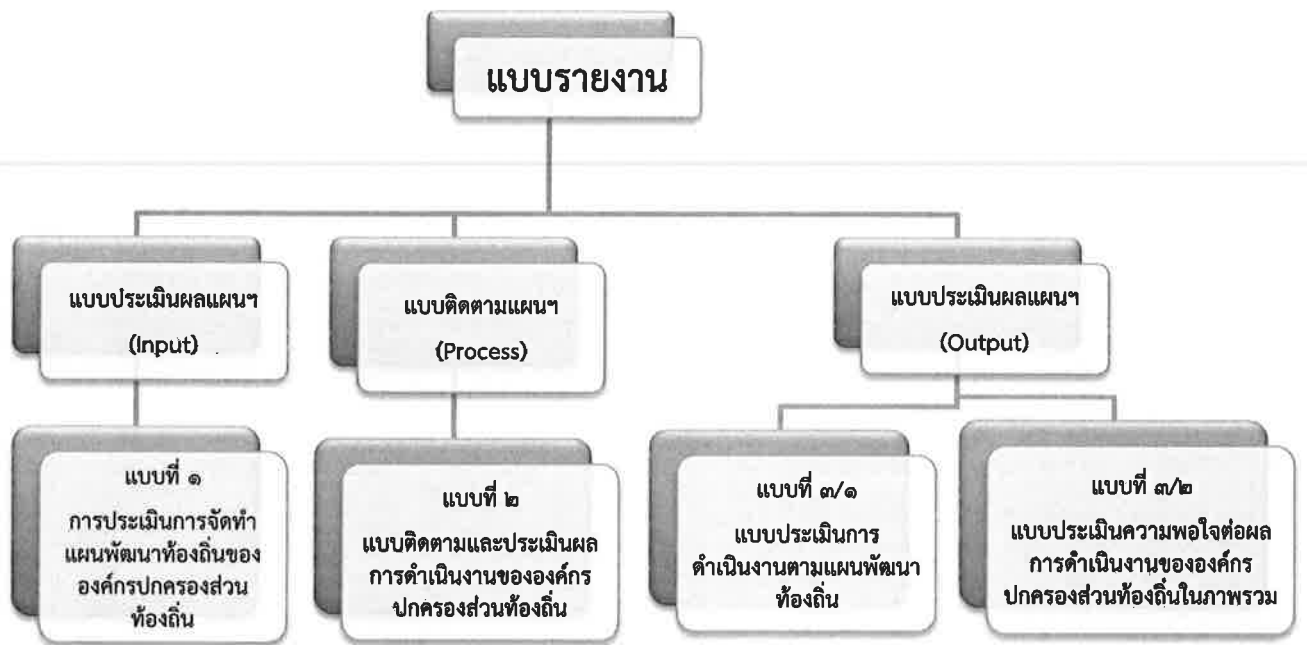 แบบรายงาน
แบบประเมินผลแผนฯ
(Input)
แบบติดตามแผนฯ
(Process)
แบบประเมินผลแผนฯ
(Output)
แบบที่ ๑
การประเมินการจัดทำ
แผนพัฒนาท้องถิ่นของ
องค์กรปกครองส่วน
ท้องถิ่น
แบบที่ ๒
แบบติดตามและประเมินผล
การดำเนินงานขององค์กร
ปกครองส่วนท้องถิ่น
แบบที่ ๓/๑
แบบประเมินการ
ดำเนินงานตามแผนพัฒนา
ท้องถิ่น
แบบที่ ๓/๒
แบบประเมินความพอใจต่อผล
การดำเนินงานขององค์กร
ปกครองส่วนท้องถิ่นในภาพรวม